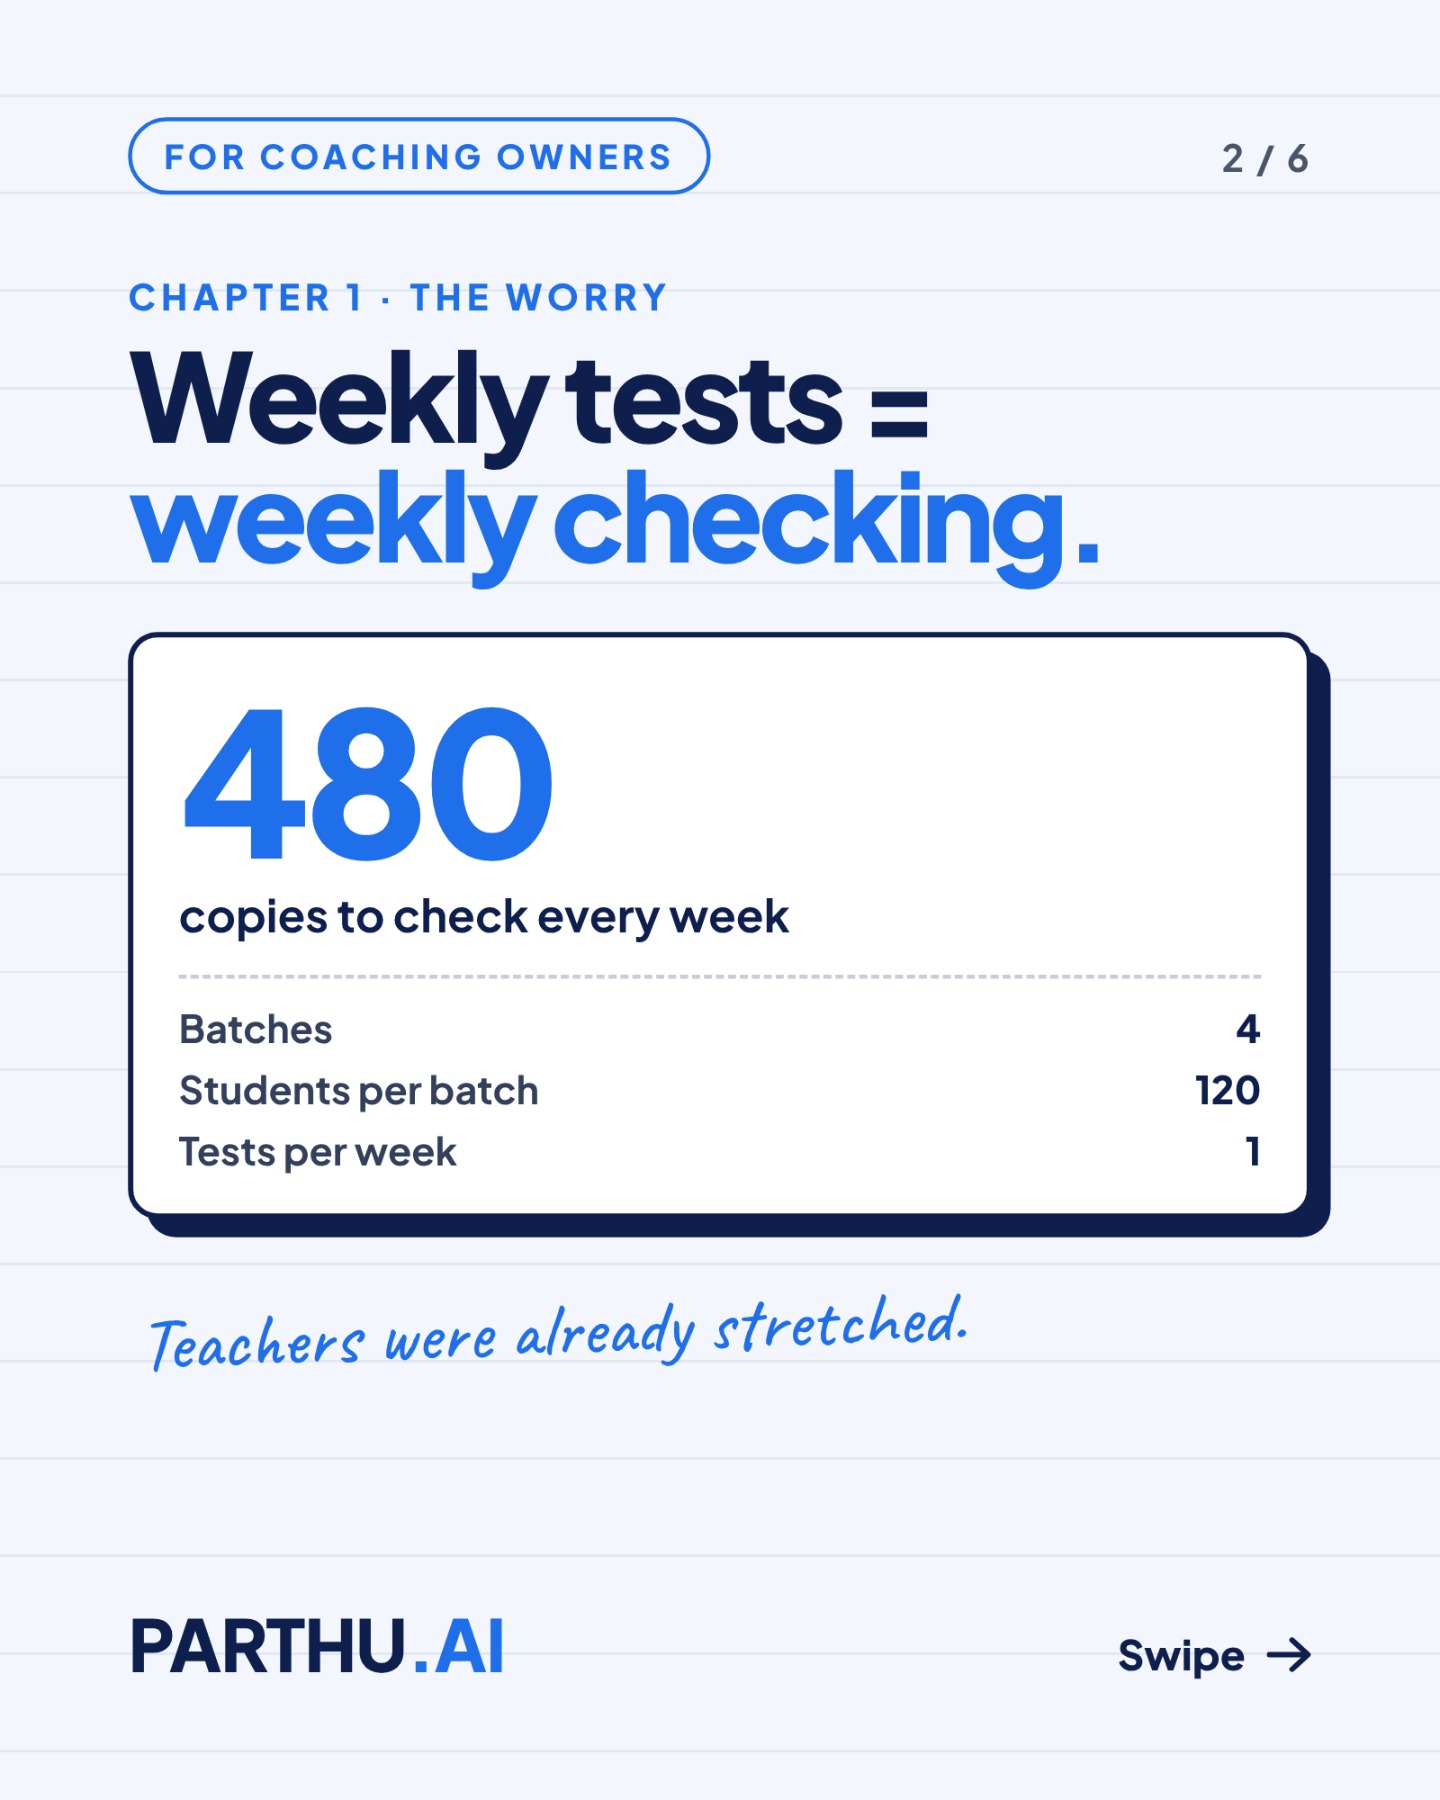 FOR COACHING OWNERS
2 / 6
CHAPTER 1 · THE WORRY
Weekly tests =
weekly checking.
480
copies to check every week
Batches 4
Students per batch 120
Tests per week 1
Teachers were already stretched.
PARTHU.AI
Swipe →